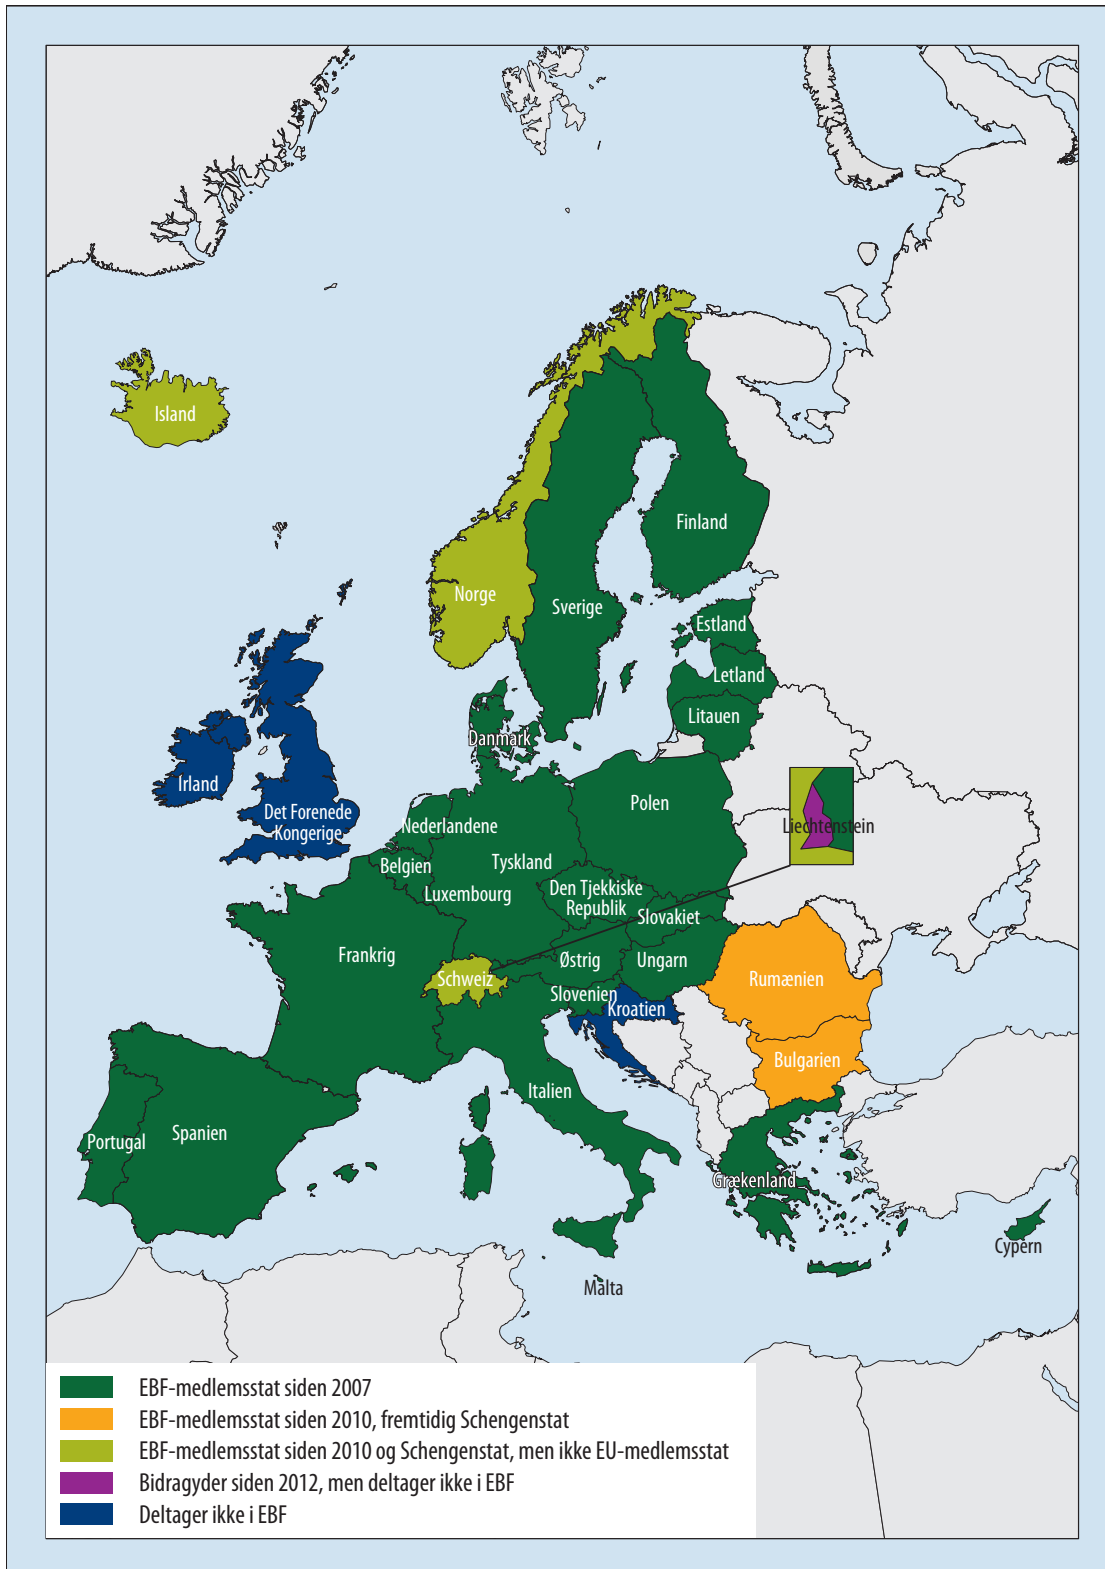 Island
Finland
Norge
Sverige
Estland
Letland
Litauen
Danmark
Irland
Det Forenede
Kongerige
Polen
Nederlandene
Liechtenstein
Belgien
Tyskland
Luxembourg
Den Tjekkiske
Republik
Slovakiet
Frankrig
Østrig
Ungarn
Schweiz
Rumænien
Slovenien
Kroatien
Bulgarien
Italien
Portugal
Spanien
Grækenland
Cypern
Malta
EBF-medlemsstat siden 2007
EBF-medlemsstat siden 2010, fremtidig Schengenstat
EBF-medlemsstat siden 2010 og Schengenstat, men ikke EU-medlemsstat
Bidragyder siden 2012, men deltager ikke i EBF
Deltager ikke i EBF